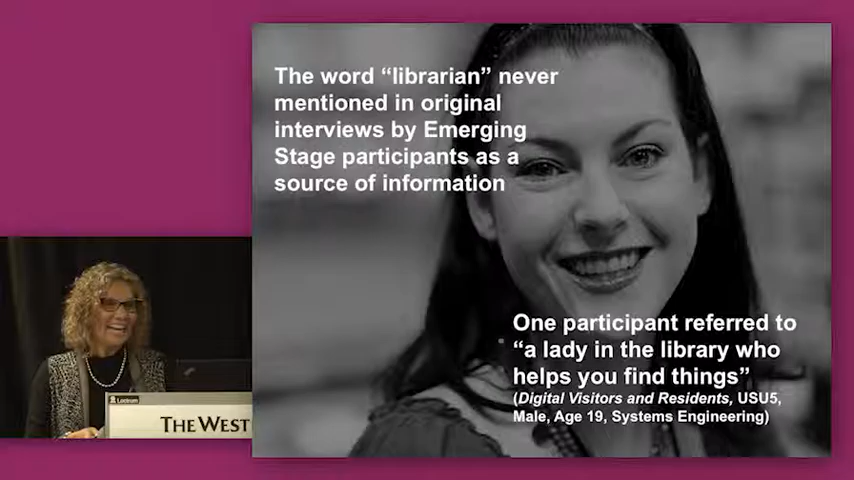 The word “librarian” never
mentioned in original
interviews by Emerging
Stage participants as a
source of information
One participant referred to
“a lady in the library who
helps you find things”
(Digital Visitors and Residents, USU5,
Male, Age 19, Systems Engineering)
Lectrum
THE WEST